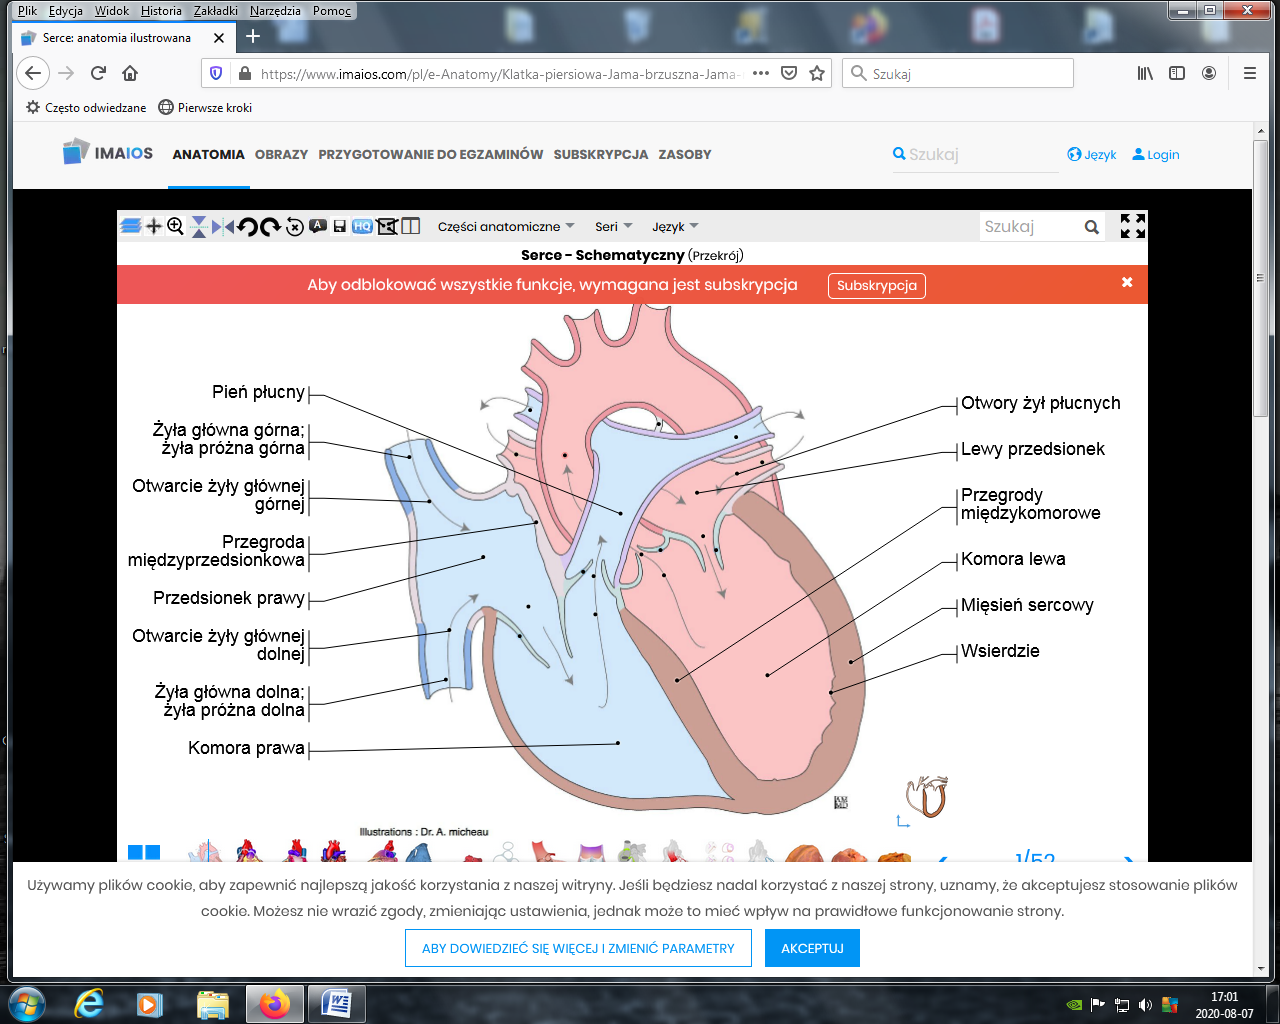 Plik Edycja Widok Historia Zakładki Narzędzia Pomoc
Serce: anatomia ilustrowana
https://www.imaios.com/pl/e-Anatomy/Klatka-piersiowa-Jama-brzuszna-Jama-
Szukaj
Często odwiedzane Pierwsze kroki
IMAIOS ANATOMIA OBRAZY PRZYGOTOWANIE DO EGZAMINÓW SUBSKRYPCJA ZASOBY Szukaj Język Login
A HQ Części anatomiczne Seri Język Szukaj
Serce - Schematyczny (Przekrój)
Aby odblokować wszystkie funkcje, wymagana jest subskrypcja Subskrypcja
Pień płucny
Żyła główna górna;
żyła próżna górna
Otwarcie żyły głównej
górnej
Przegroda
międzyprzedsionkowa
Przedsionek prawy
Otwarcie żyły głównej
dolnej
Żyła główna dolna;
żyła próżna dolna
Komora prawa
Otwory żył płucnych
Lewy przedsionek
Przegrody
międzykomorowe
Komora lewa
Mięsień sercowy
Wsierdzie
Illustrations : Dr. A. micheau
1/52
Używamy plików cookie, aby zapewnić najlepszą jakość korzystania z naszej witryny. Jeśli będziesz nadal korzystać z naszej strony, uznamy, że akceptujesz stosowanie plików
cookie. Możesz nie wrazić zgody, zmieniając ustawienia, jednak może to mieć wpływ na prawidłowe funkcjonowanie strony.
ABY DOWIEDZIEĆ SIĘ WIĘCEJ I ZMIENIĆ PARAMETRY AKCEPTUJ
17:01
2020-08-07